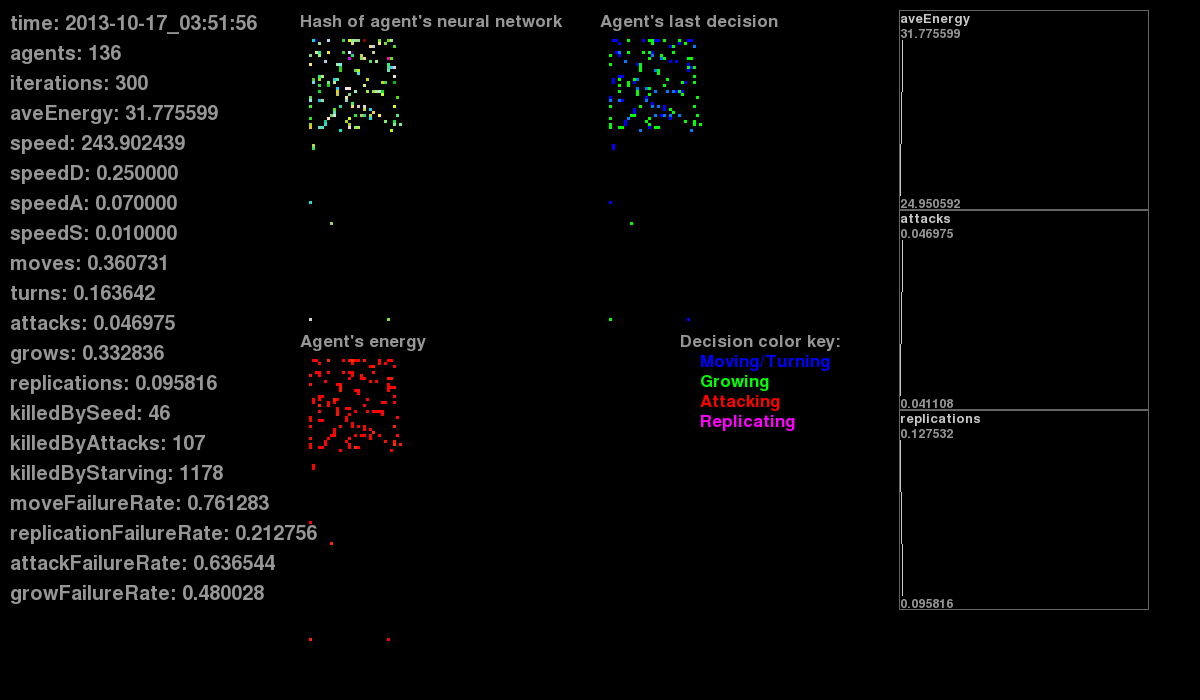 time: 2013-10-17_03:51:56
agents: 136
iterations: 300
aveEnergy: 31.775599
speed: 243.902439
speedD: 0.250000
speedA: 0.070000
speedS: 0.010000
moves: 0.360731
turns: 0.163642
attacks: 0.046975
grows: 0.332836
replications: 0.095816
killedBySeed: 46
killedByAttacks: 107
killedByStarving: 1178
moveFailureRate: 0.761283
replicationFailureRate: 0.212756
attackFailureRate: 0.636544
growFailureRate: 0.480028
Hash of agent's neural network
Agent's last decision
Agent's energy
Decision color key:
Moving/Turning
Growing
Attacking
Replicating
aveEnergy
31.775599
24.950592
attacks
0.046975
0.041108
replications
0.127532
0.095816